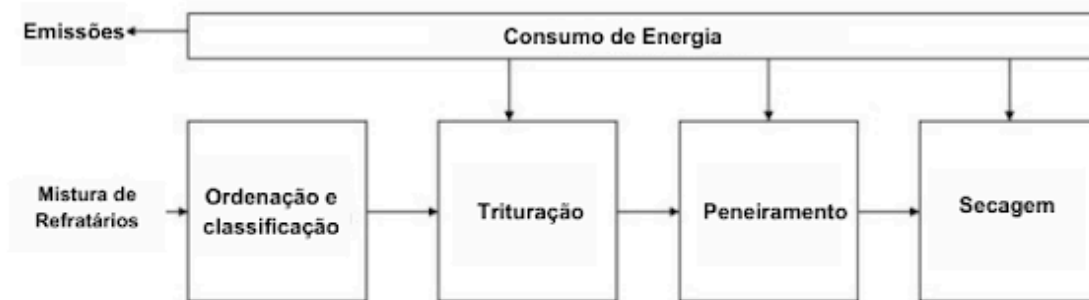 Emissões
Consumo de Energia
Mistura de
Refratários
Ordenação e
classificação
Trituração
Peneiramento
Secagem